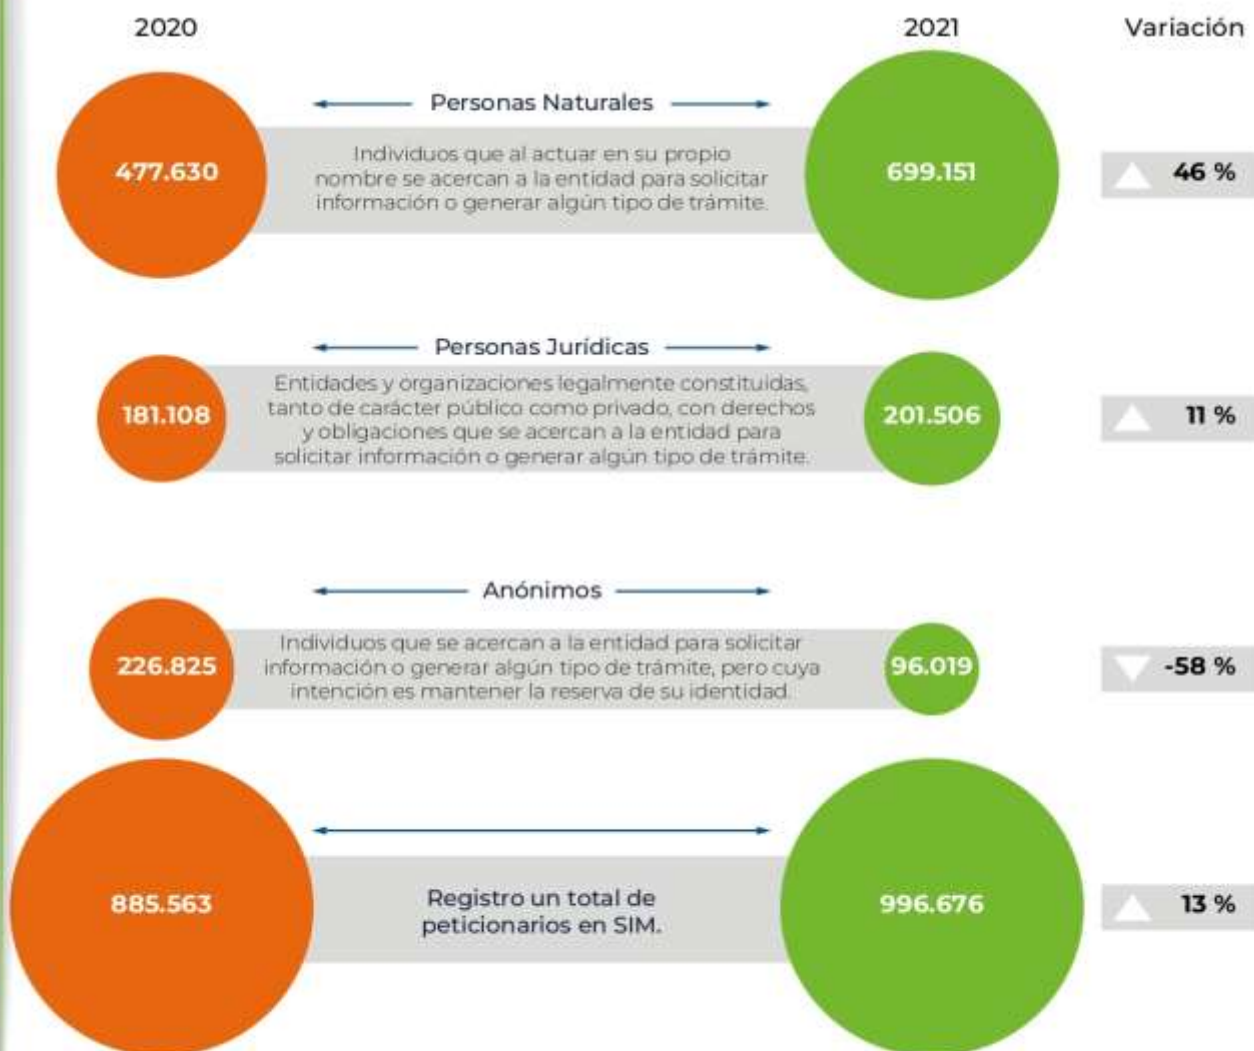 2020
2021
Variación
Personas Naturales
477.630
Individuos que al actuar en su propio
nombre se acercan a la entidad para solicitar
información o generar algún tipo de trámite.
699.151
46 %
Personas Jurídicas
181.108
Entidades y organizaciones legalmente constituidas,
tanto de carácter público como privado, con derechos
y obligaciones que se acercan a la entidad para
solicitar información o generar algún tipo de trámite.
201.506
11 %
Anónimos
226.825
Individuos que se acercan a la entidad para solicitar
información o generar algún tipo de trámite, pero cuya
intención es mantener la reserva de su identidad.
96.019
-58 %
885.563
Registro un total de
peticionarios en SIM.
996.676
13 %